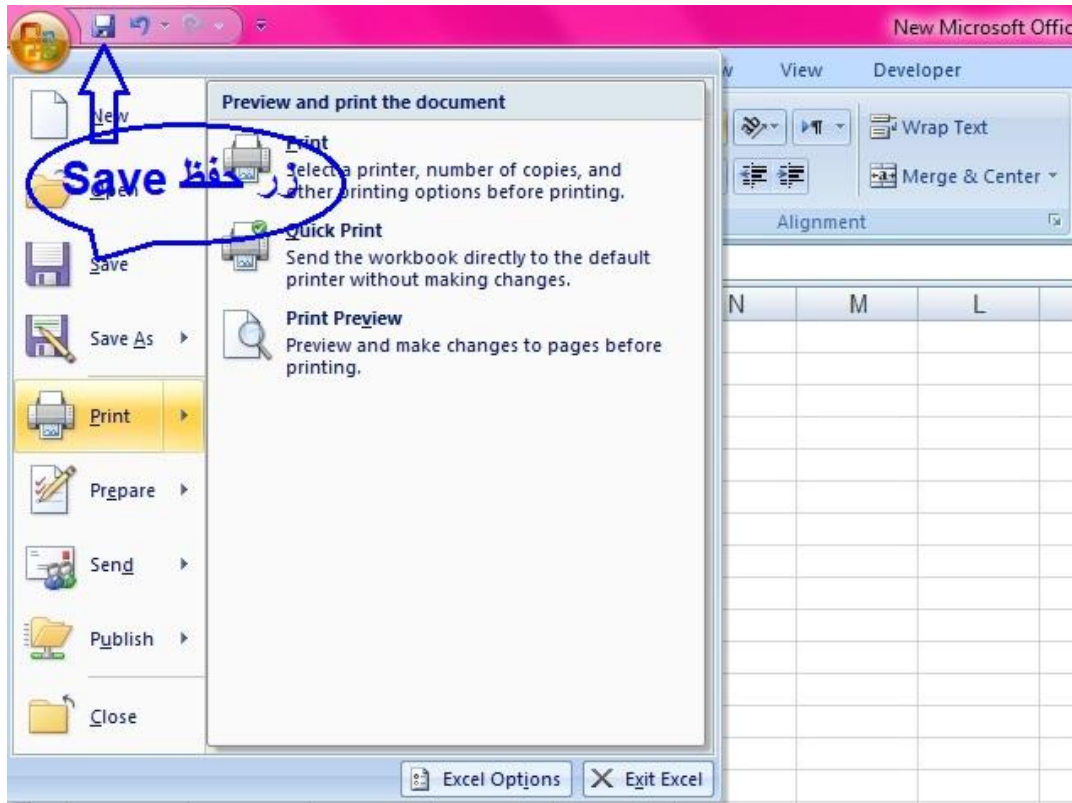 New Microsoft Offic
View Developer
Wrap Text
Merge & Center
Alignment
N M L
زر حفظ Save
New
Open
Save
Save As
Print
Prepare
Send
Publish
Close
Preview and print the document
Print
Select a printer, number of copies, and
other printing options before printing.
Quick Print
Send the workbook directly to the default
printer without making changes.
Print Preview
Preview and make changes to pages before
printing.
Excel Options Exit Excel